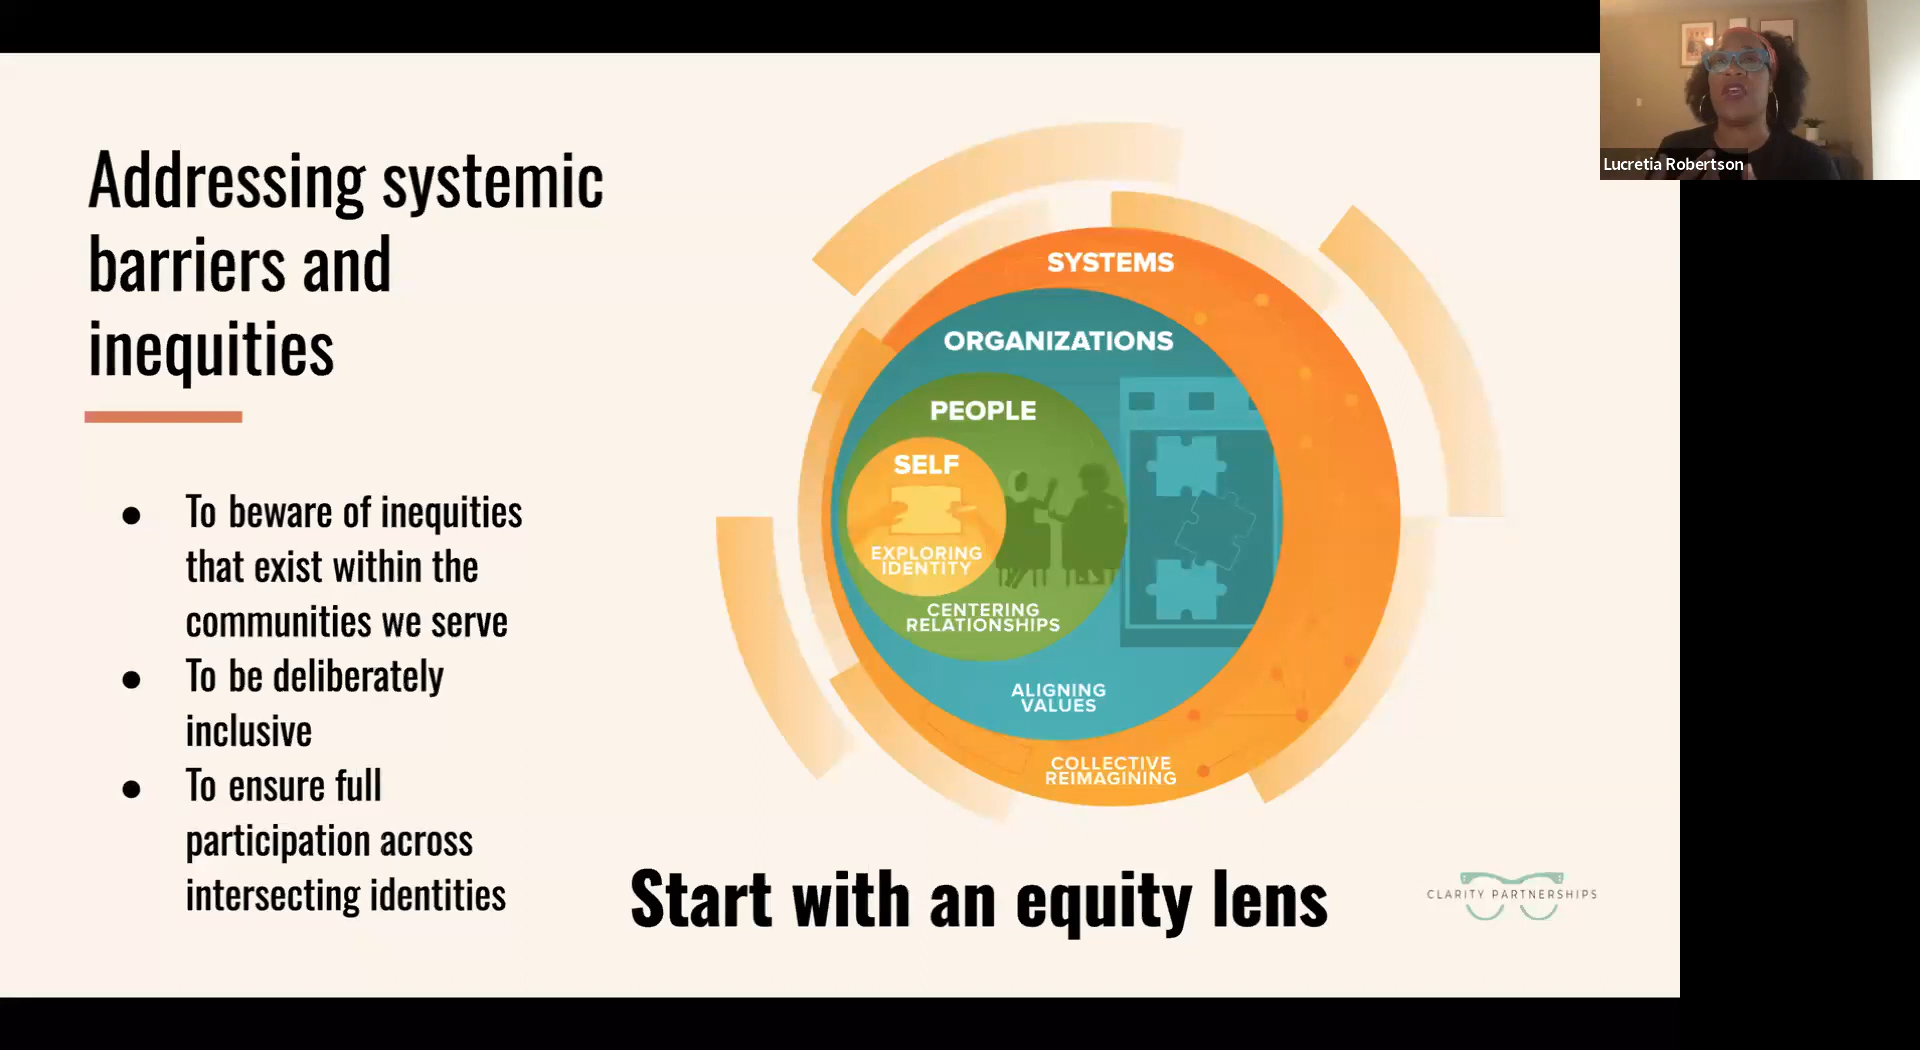 Addressing systemic
barriers and
inequities
● To beware of inequities
that exist within the
communities we serve
● To be deliberately
inclusive
● To ensure full
participation across
intersecting identities
SYSTEMS
ORGANIZATIONS
PEOPLE
SELF
EXPLORING
IDENTITY
CENTERING
RELATIONSHIPS
ALIGNING
VALUES
COLLECTIVE
REIMAGINING
Start with an equity lens
CLARITY PARTNERSHIPS
Lucretia Robertson